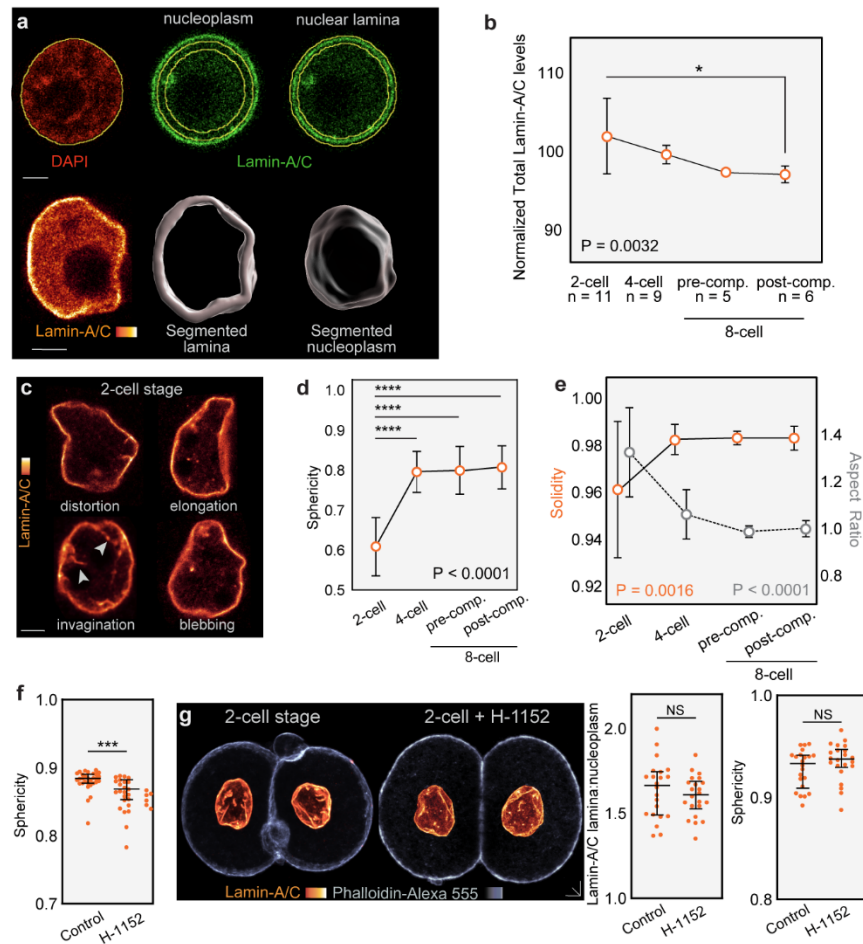 a
nucleoplasm
nuclear lamina
DAPI
Lamin-A/C
Lamin-A/C
Segmented
lamina
Segmented
nucleoplasm
b
Normalized Total Lamin-A/C levels
110
100
90
*
P = 0.0032
2-cell
n = 11
4-cell
n = 9
pre-comp.
n = 5
post-comp.
n = 6
8-cell
c
2-cell stage
Lamin-A/C
distortion
elongation
invagination
blebbing
d
Sphericity
1.0
0.9
0.8
0.7
0.6
0.5
****
****
****
P < 0.0001
2-cell
4-cell
pre-comp.
post-comp.
8-cell
e
Solidity
1.00
0.98
0.96
0.94
0.92
Aspect Ratio
1.4
1.2
1.0
0.8
P = 0.0016
P < 0.0001
2-cell
4-cell
pre-comp.
post-comp.
8-cell
f
Sphericity
1.0
0.9
0.8
0.7
***
Control
H-1152
g
2-cell stage
2-cell + H-1152
Lamin-A/C
Phalloidin-Alexa 555
Lamin-A/C lamina:nucleoplasm
2.0
1.5
1.0
NS
Control
H-1152
Sphericity
1.0
0.9
0.8
NS
Control
H-1152